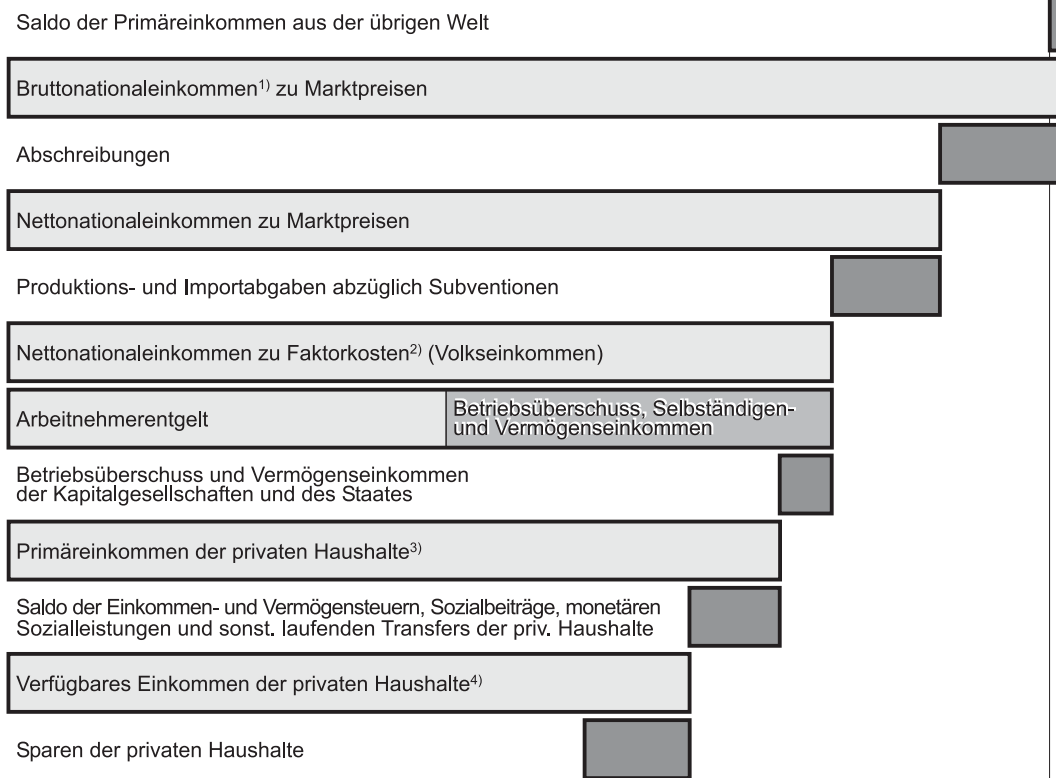 Saldo der Primäreinkommen aus der übrigen Welt
Bruttonationaleinkommen1) zu Marktpreisen
Abschreibungen
Nettonationaleinkommen zu Marktpreisen
Produktions- und Importabgaben abzüglich Subventionen
Nettonationaleinkommen zu Faktorkosten2) (Volkseinkommen)
Arbeitnehmerentgelt
Betriebsüberschuss, Selbständigen-
und Vermögenseinkommen
Betriebsüberschuss und Vermögenseinkommen
der Kapitalgesellschaften und des Staates
Primäreinkommen der privaten Haushalte3)
Saldo der Einkommen- und Vermögensteuern, Sozialbeiträge, monetären
Sozialleistungen und sonst. laufenden Transfers der priv. Haushalte
Verfügbares Einkommen der privaten Haushalte4)
Sparen der privaten Haushalte